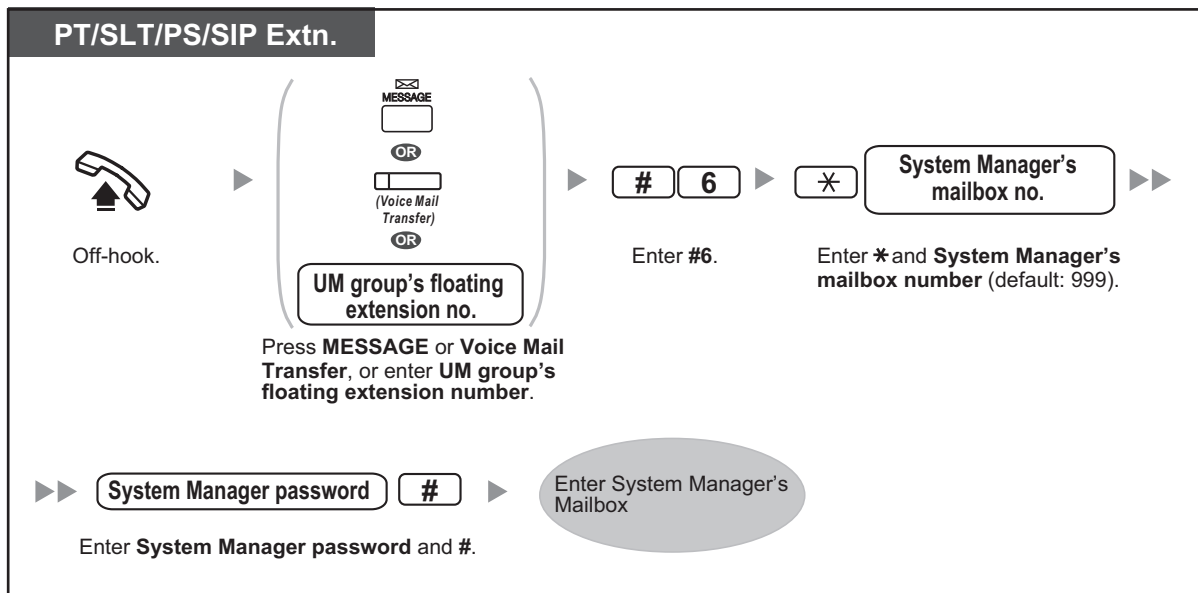 PT/SLT/PS/SIP Extn.
MESSAGE
OR
(Voice Mail
Transfer)
OR
UM group's floating
extension no.
# 6
✳ System Manager's
mailbox no.
Off-hook.
Press MESSAGE or Voice Mail
Transfer, or enter UM group's
floating extension number.
Enter #6.
Enter ✳ and System Manager's
mailbox number (default: 999).
System Manager password #
Enter System Manager password and #.
Enter System Manager's
Mailbox